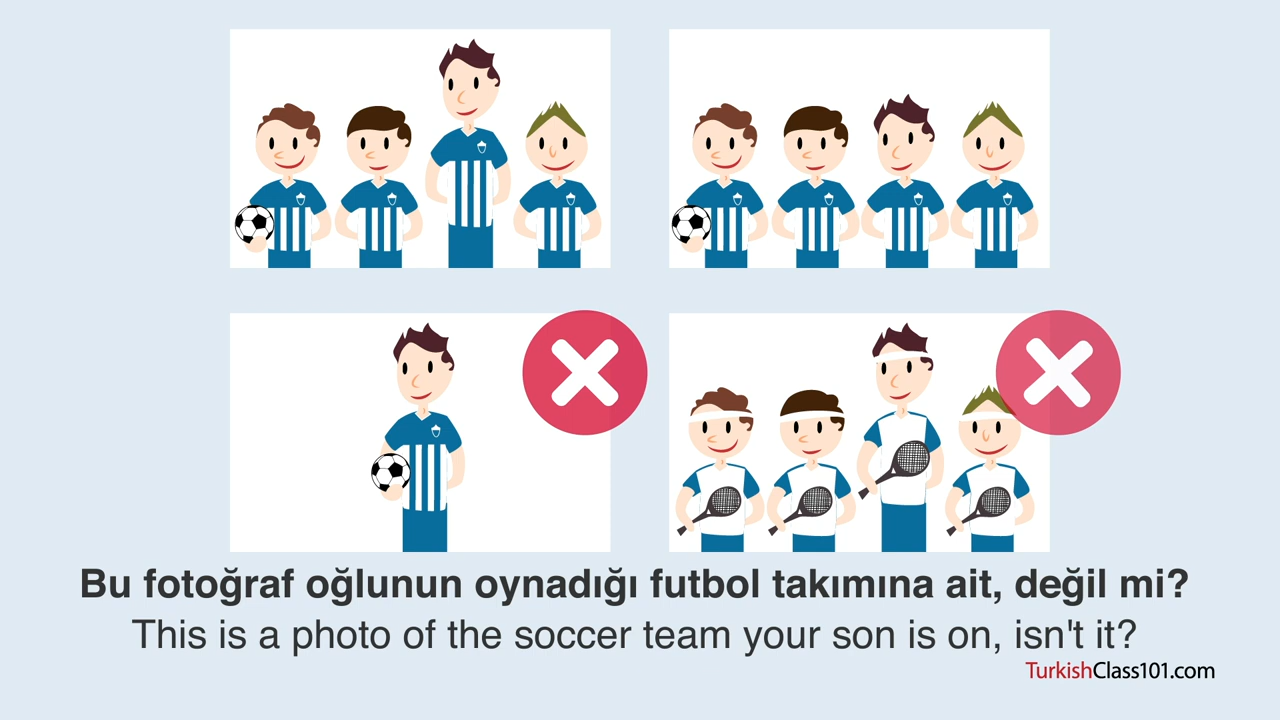 Bu fotoğraf oğlunun oynadığı futbol takımına ait, değil mi?
This is a photo of the soccer team your son is on, isn't it?
TurkishClass101.com